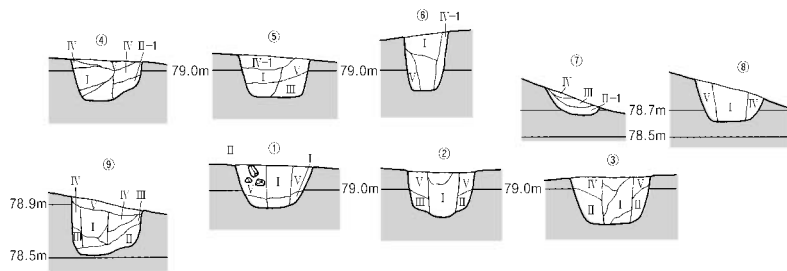 ④ ⑤ ⑥ ⑦ ⑧
Ⅳ Ⅳ Ⅱ-1 Ⅰ
Ⅳ-1 Ⅰ Ⅴ Ⅲ
Ⅳ-1 Ⅰ Ⅴ
Ⅳ Ⅲ Ⅱ-1
Ⅴ Ⅰ Ⅳ
79.0m 79.0m 78.7m
78.5m
⑨ ① ② ③
Ⅳ Ⅳ Ⅲ Ⅰ Ⅲ Ⅱ
Ⅱ Ⅰ Ⅴ Ⅰ Ⅴ
Ⅴ Ⅰ Ⅴ Ⅲ Ⅱ
Ⅳ Ⅴ Ⅱ Ⅰ Ⅱ
78.9m 79.0m 79.0m
78.5m